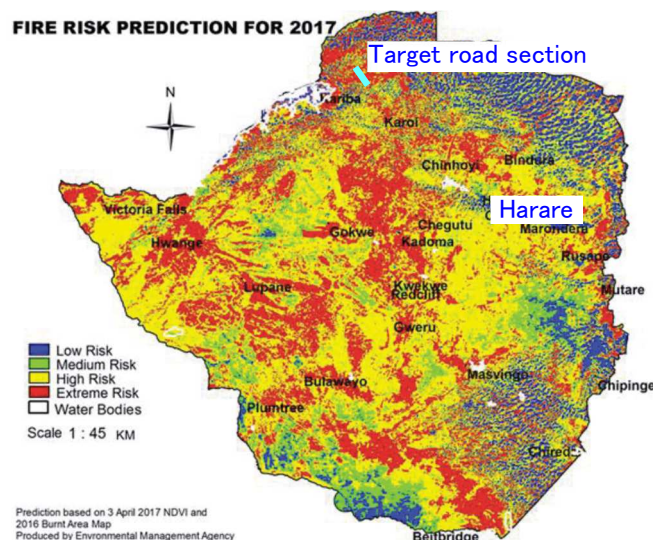 FIRE RISK PREDICTION FOR 2017
Target road section
N
Kariba
Karoi
Chinhoyi
Bindura
Harare
Victoria Falls
Chegutu
Marondera
Hwange
Gokwe
Kadoma
Rusape
Lupane
Kwekwe
Redcliff
Mutare
Gweru
Low Risk
Medium Risk
High Risk
Extreme Risk
Water Bodies
Bulawayo
Masvingo
Chipinge
Plumtree
Scale 1 : 45 KM
Chired
Prediction based on 3 April 2017 NDVI and
2016 Burnt Area Map
Produced by Envronmental Management Agency
Beitbridge